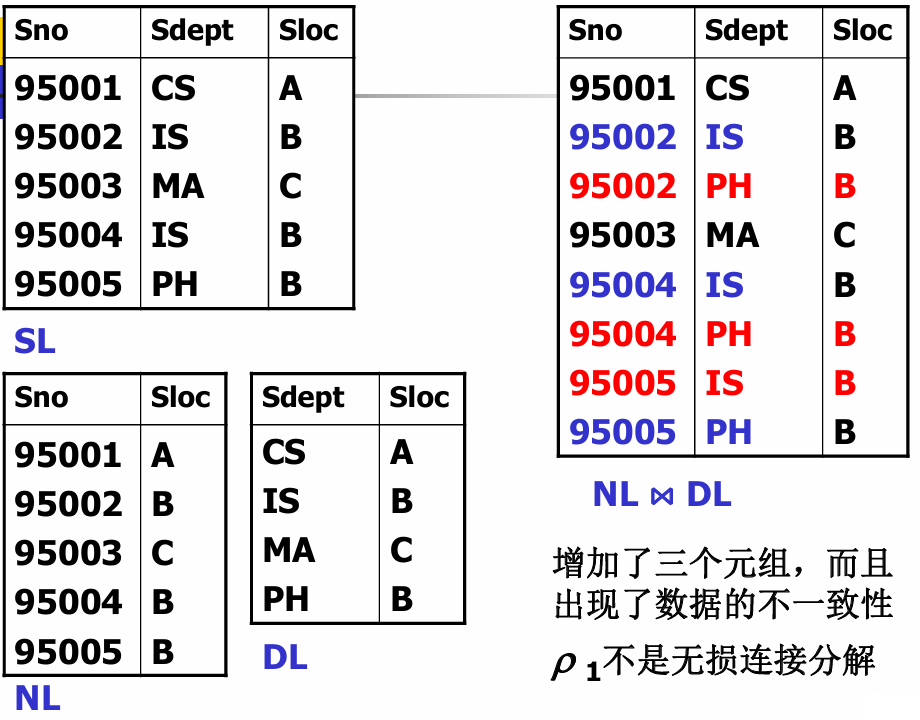 Sno Sdept Sloc
95001 CS A
95002 IS B
95003 MA C
95004 IS B
95005 PH B
SL
Sno Sloc
95001 A
95002 B
95003 C
95004 B
95005 B
NL
Sdept Sloc
CS A
IS B
MA C
PH B
DL
Sno Sdept Sloc
95001 CS A
95002 IS B
95002 PH B
95003 MA C
95004 IS B
95004 PH B
95005 IS B
95005 PH B
NL ⋈ DL
增加了三个元组，而且
出现了数据的不一致性
ρ 1不是无损连接分解